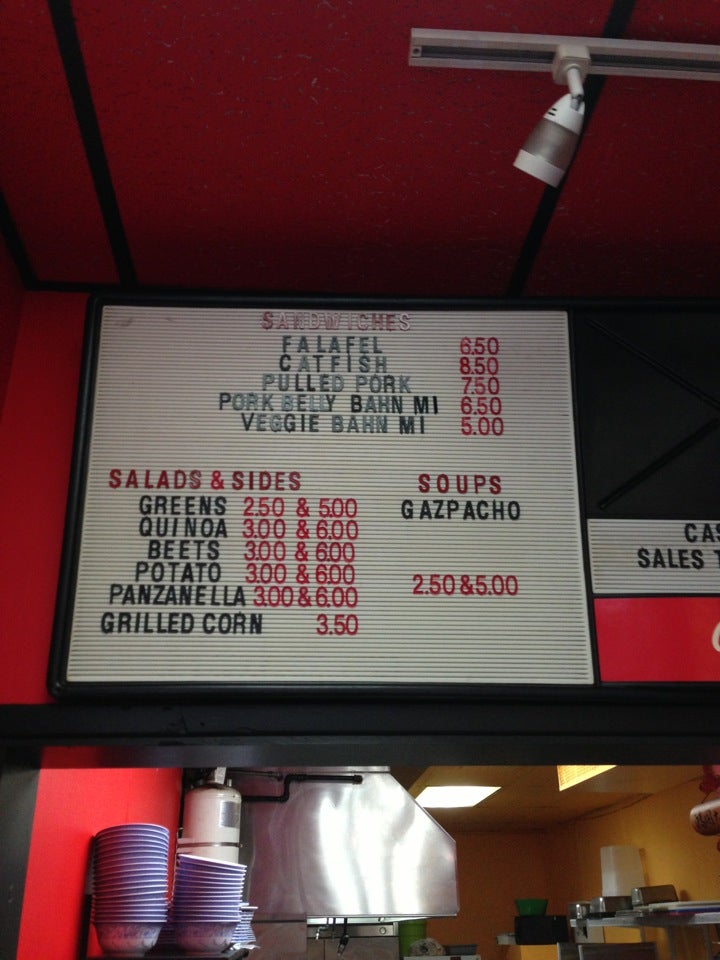 SANDWICHES
FALAFEL 6.50
CATFISH 8.50
PULLED PORK 7.50
PORK BELLY BAHN MI 6.50
VEGGIE BAHN MI 5.00
SALADS & SIDES
GREENS 2.50 & 5.00
QUINOA 3.00 & 6.00
BEETS 3.00 & 6.00
POTATO 3.00 & 6.00
PANZANELLA 3.00 & 6.00
GRILLED CORN 3.50
SOUPS
GAZPACHO
2.50 & 5.00
SALES